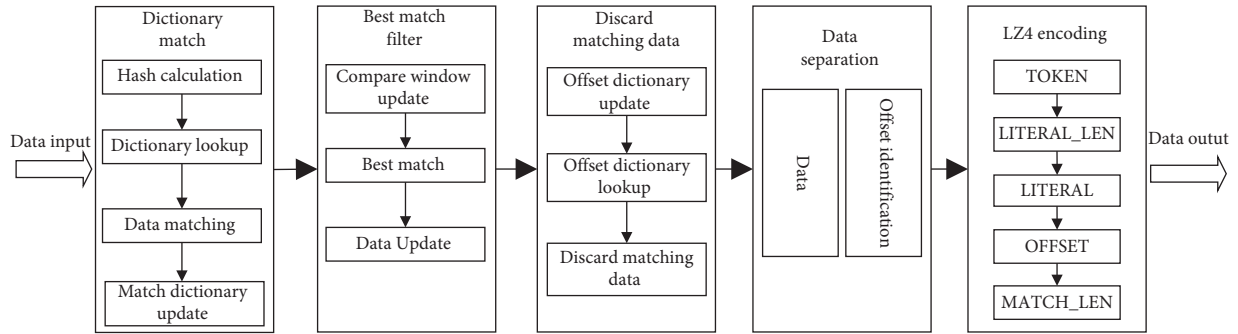 Data input
Dictionary
match
Hash calculation
Dictionary lookup
Data matching
Match dictionary
update
Best match
filter
Compare window
update
Best match
Data Update
Discard
matching data
Offset dictionary
update
Offset dictionary
lookup
Discard matching
data
Data
separation
Data
Offset identification
LZ4 encoding
TOKEN
LITERAL_LEN
LITERAL
OFFSET
MATCH_LEN
Data outut